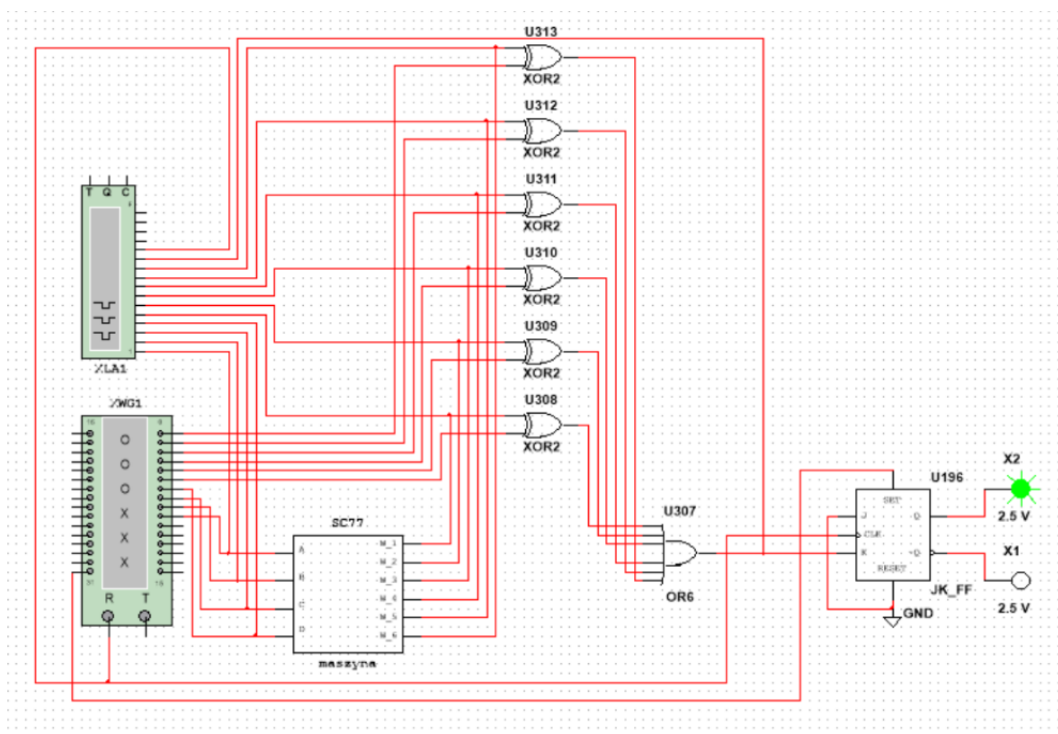 U313
XOR2
U312
XOR2
U311
XOR2
U310
XOR2
U309
XOR2
U308
XOR2
T Q C
XLA1
XWG1
O
O
O
X
X
X
R T
SC77
A
B
C
D
M_1
M_2
M_3
M_4
M_5
M_6
maszyna
U307
OR6
U196
SET
J
CLK
K
Q
~Q
RESET
JK_FF
GND
X2
2.5 V
X1
2.5 V